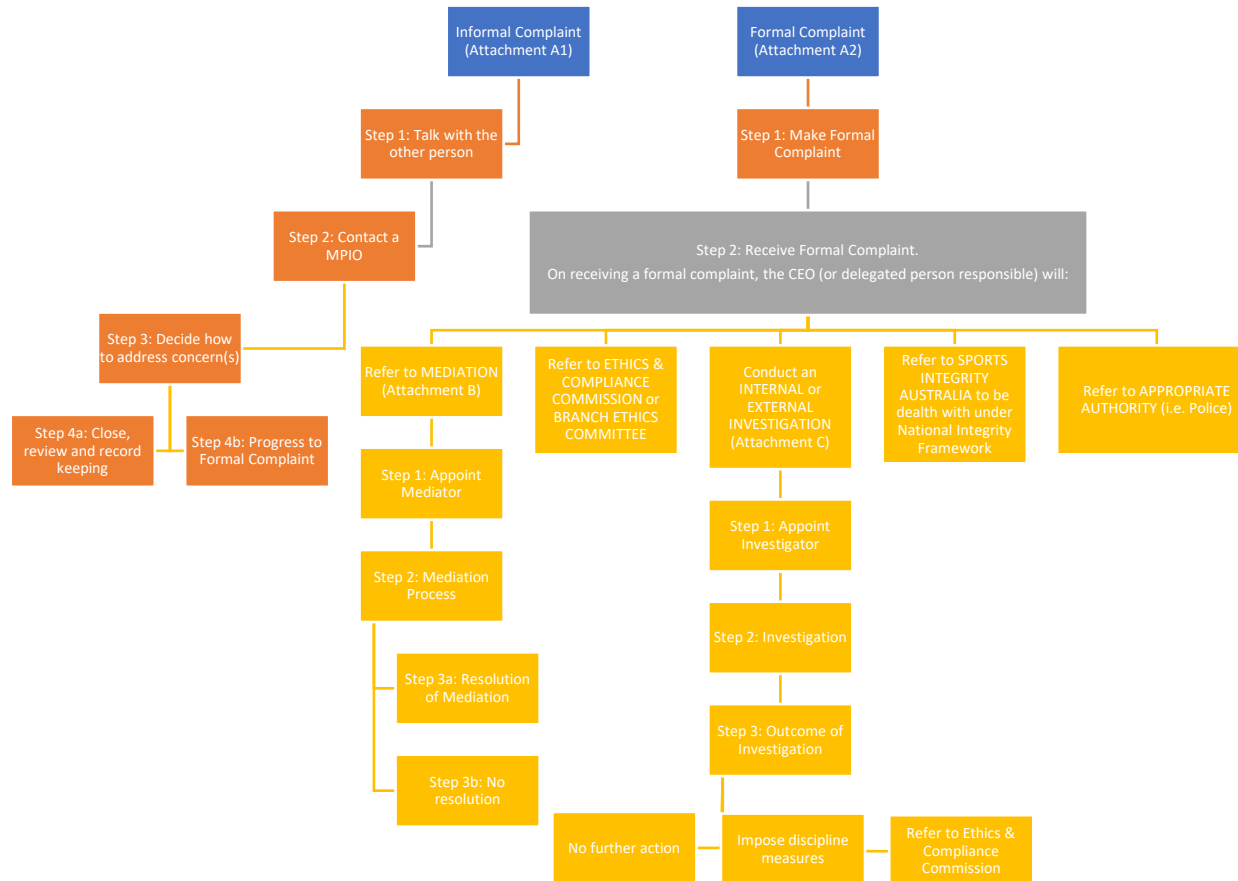 Informal Complaint
(Attachment A1)
Formal Complaint
(Attachment A2)
Step 1: Talk with the
other person
Step 1: Make Formal
Complaint
Step 2: Contact a
MPIO
Step 2: Receive Formal Complaint.
On receiving a formal complaint, the CEO (or delegated person responsible) will:
Step 3: Decide how
to address concern(s)
Step 4a: Close,
review and record
keeping
Step 4b: Progress to
Formal Complaint
Refer to MEDIATION
(Attachment B)
Refer to ETHICS &
COMPLIANCE
COMMISSION or
BRANCH ETHICS
COMMITTEE
Conduct an
INTERNAL or
EXTERNAL
INVESTIGATION
(Attachment C)
Refer to SPORTS
INTEGRITY
AUSTRALIA to be
dealth with under
National Integrity
Framework
Refer to APPROPRIATE
AUTHORITY (i.e. Police)
Step 1: Appoint
Mediator
Step 1: Appoint
Investigator
Step 2: Mediation
Process
Step 2: Investigation
Step 3a: Resolution
of Mediation
Step 3: Outcome of
Investigation
Step 3b: No
resolution
No further action
Impose discipline
measures
Refer to Ethics &
Compliance
Commission